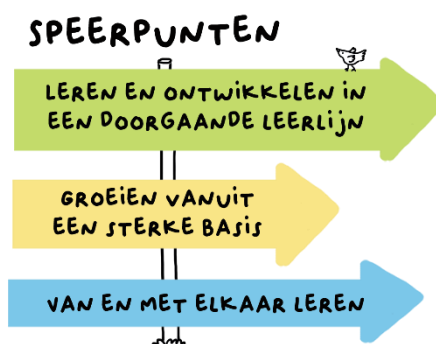 SPEERPUNTEN
LEREN EN ONTWIKKELEN IN
EEN DOORGAANDE LEERLIJN
GROEIEN VANUIT
EEN STERKE BASIS
VAN EN MET ELKAAR LEREN